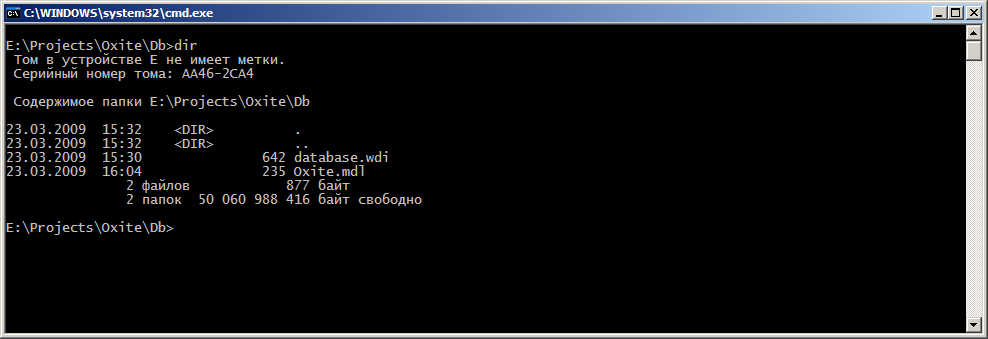 C:\WINDOWS\system32\cmd.exe
E:\Projects\Oxite\Db>dir
Том в устройстве E не имеет метки.
Серийный номер тома: AA46-2CA4
Содержимое папки E:\Projects\Oxite\Db
23.03.2009  15:32    <DIR>          .
23.03.2009  15:32    <DIR>          ..
23.03.2009  15:30               642 database.wdi
23.03.2009  16:04               235 Oxite.mdl
2 файлов            877 байт
2 папок  50 060 988 416 байт свободно
E:\Projects\Oxite\Db>